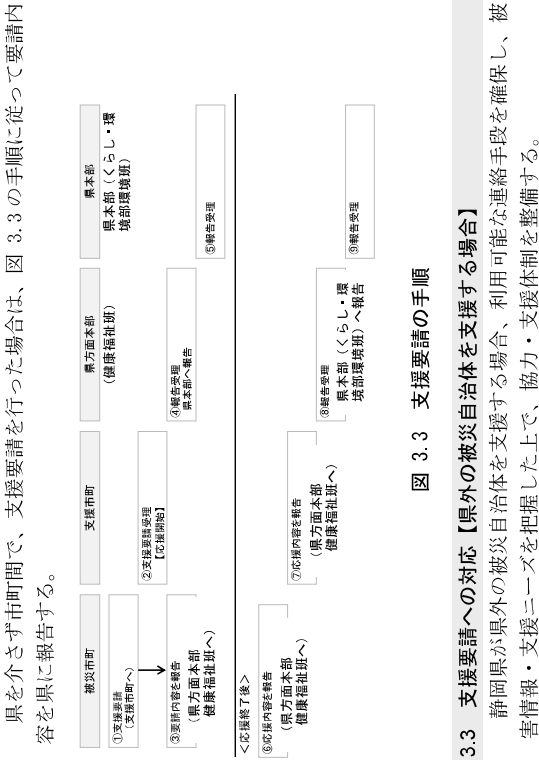 県を介さず市町間で、支援要請を行った場合は、図 3.3 の手順に従って要請内
容を県に報告する。
被災市町
支援市町
県方面本部
(健康福祉班)
県本部
県本部（くらし・環
境部環境班）
①支援要請
（支援市町へ）
②支援要請受理
【応援開始】
③要請内容を報告
（県方面本部
健康福祉班へ）
④報告受理
県本部へ報告
⑤報告受理
＜応援終了後＞
⑥応援内容を報告
（県方面本部
健康福祉班へ）
⑦応援内容を報告
（県方面本部
健康福祉班へ）
⑧報告受理
県本部（くらし・環
境部環境班）へ報告
⑨報告受理
図 3.3　支援要請の手順
3.3　支援要請への対応【県外の被災自治体を支援する場合】
静岡県が県外の被災自治体を支援する場合、利用可能な連絡手段を確保し、被
害情報・支援ニーズを把握した上で、協力・支援体制を整備する。